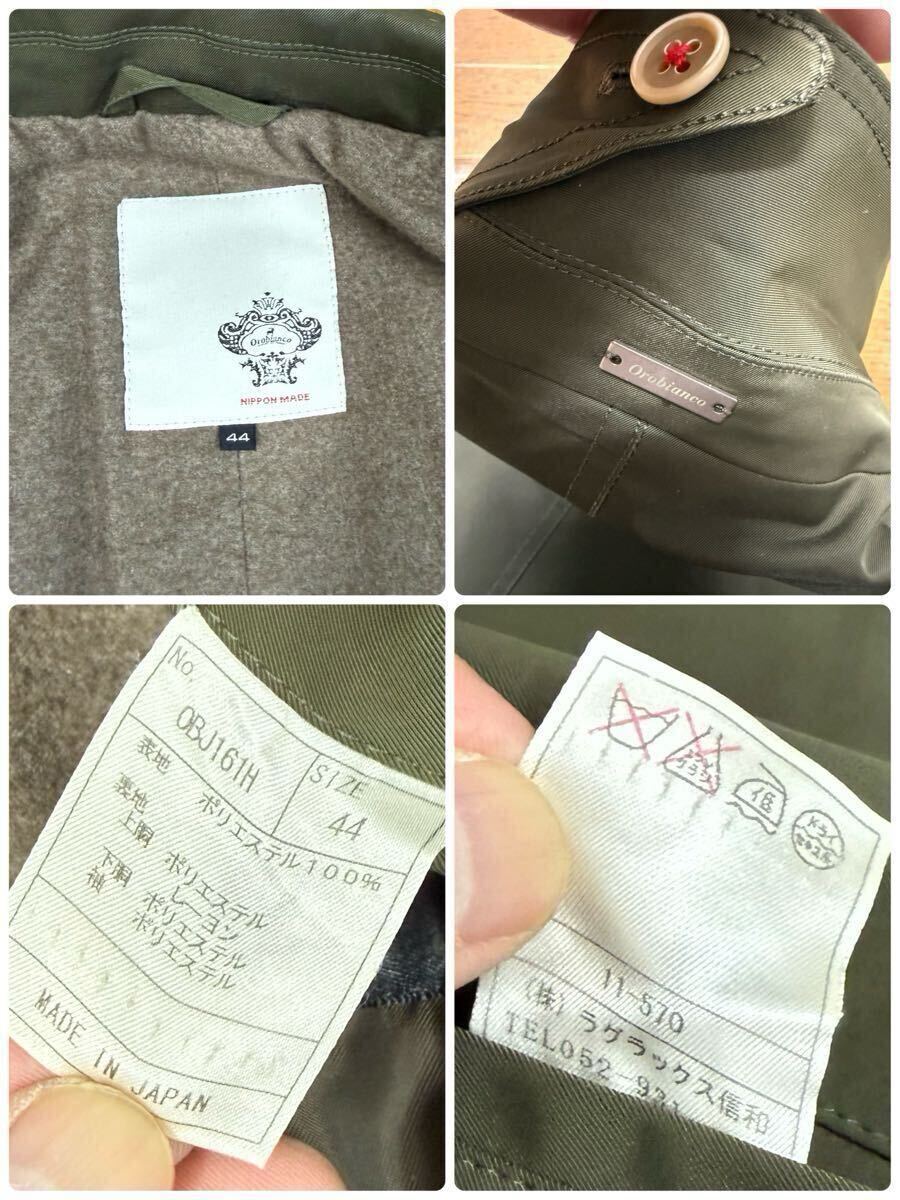 Orobianco
NIPPON MADE
44
Orobianco
No.
OBJ161H
SIZE
44
表地 ポリエステル100%
裏地
上胴 ポリエステル
レーヨン
下胴 ポリエステル
袖 ポリエステル
MADE IN JAPAN
低
ドライ
11-570
(株)ラグラックス信和
TEL052